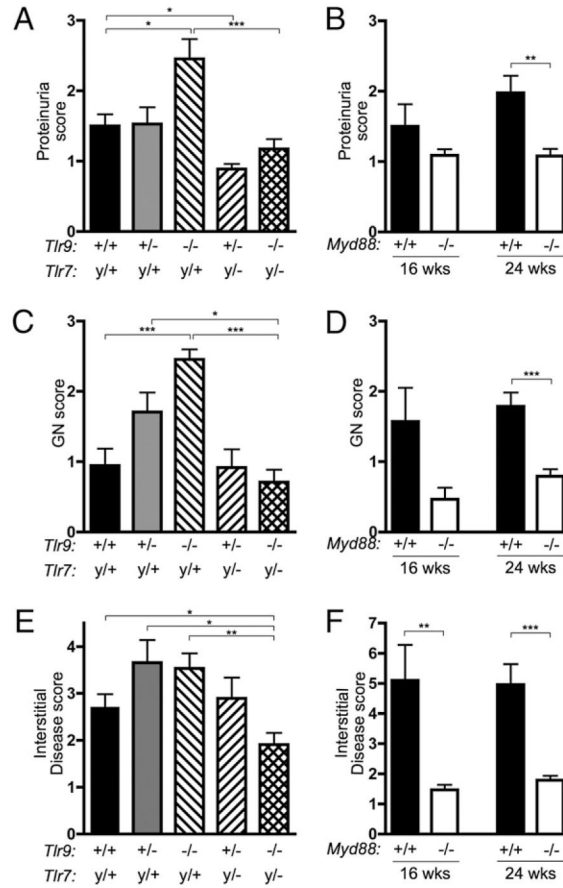 A
*
*
***
3
2
1
0
Proteinuria
score
Tlr9: +/+ +/- -/- +/- -/-
Tlr7: y/+ y/+ y/+ y/- y/-
B
**
3
2
1
0
Proteinuria
score
Myd88: +/+ -/- +/+ -/-
16 wks 24 wks
C
*
*** ***
3
2
1
0
GN score
Tlr9: +/+ +/- -/- +/- -/-
Tlr7: y/+ y/+ y/+ y/- y/-
D
***
3
2
1
0
GN score
Myd88: +/+ -/- +/+ -/-
16 wks 24 wks
E
*
*
**
4
3
2
1
0
Interstitial
Disease score
Tlr9: +/+ +/- -/- +/- -/-
Tlr7: y/+ y/+ y/+ y/- y/-
F
** ***
7
6
5
4
3
2
1
0
Interstitial
Disease score
Myd88: +/+ -/- +/+ -/-
16 wks 24 wks